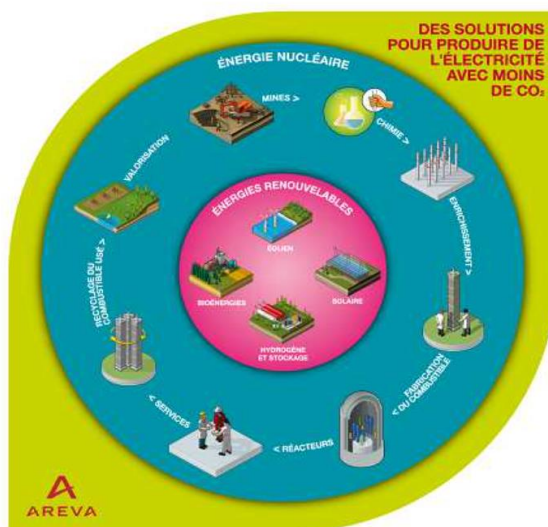 DES SOLUTIONS
POUR PRODUIRE DE
L'ÉLECTRICITÉ
AVEC MOINS
DE CO₂
ÉNERGIE NUCLÉAIRE
MINES >
CHIMIE >
ENRICHISSEMENT >
FABRICATION
< DU COMBUSTIBLE
< RÉACTEURS
< SERVICES
RECYCLAGE DU
COMBUSTIBLE USÉ >
VALORISATION
ÉNERGIES RENOUVELABLES
ÉOLIEN
BIOÉNERGIES
SOLAIRE
HYDROGÈNE
ET STOCKAGE
AREVA